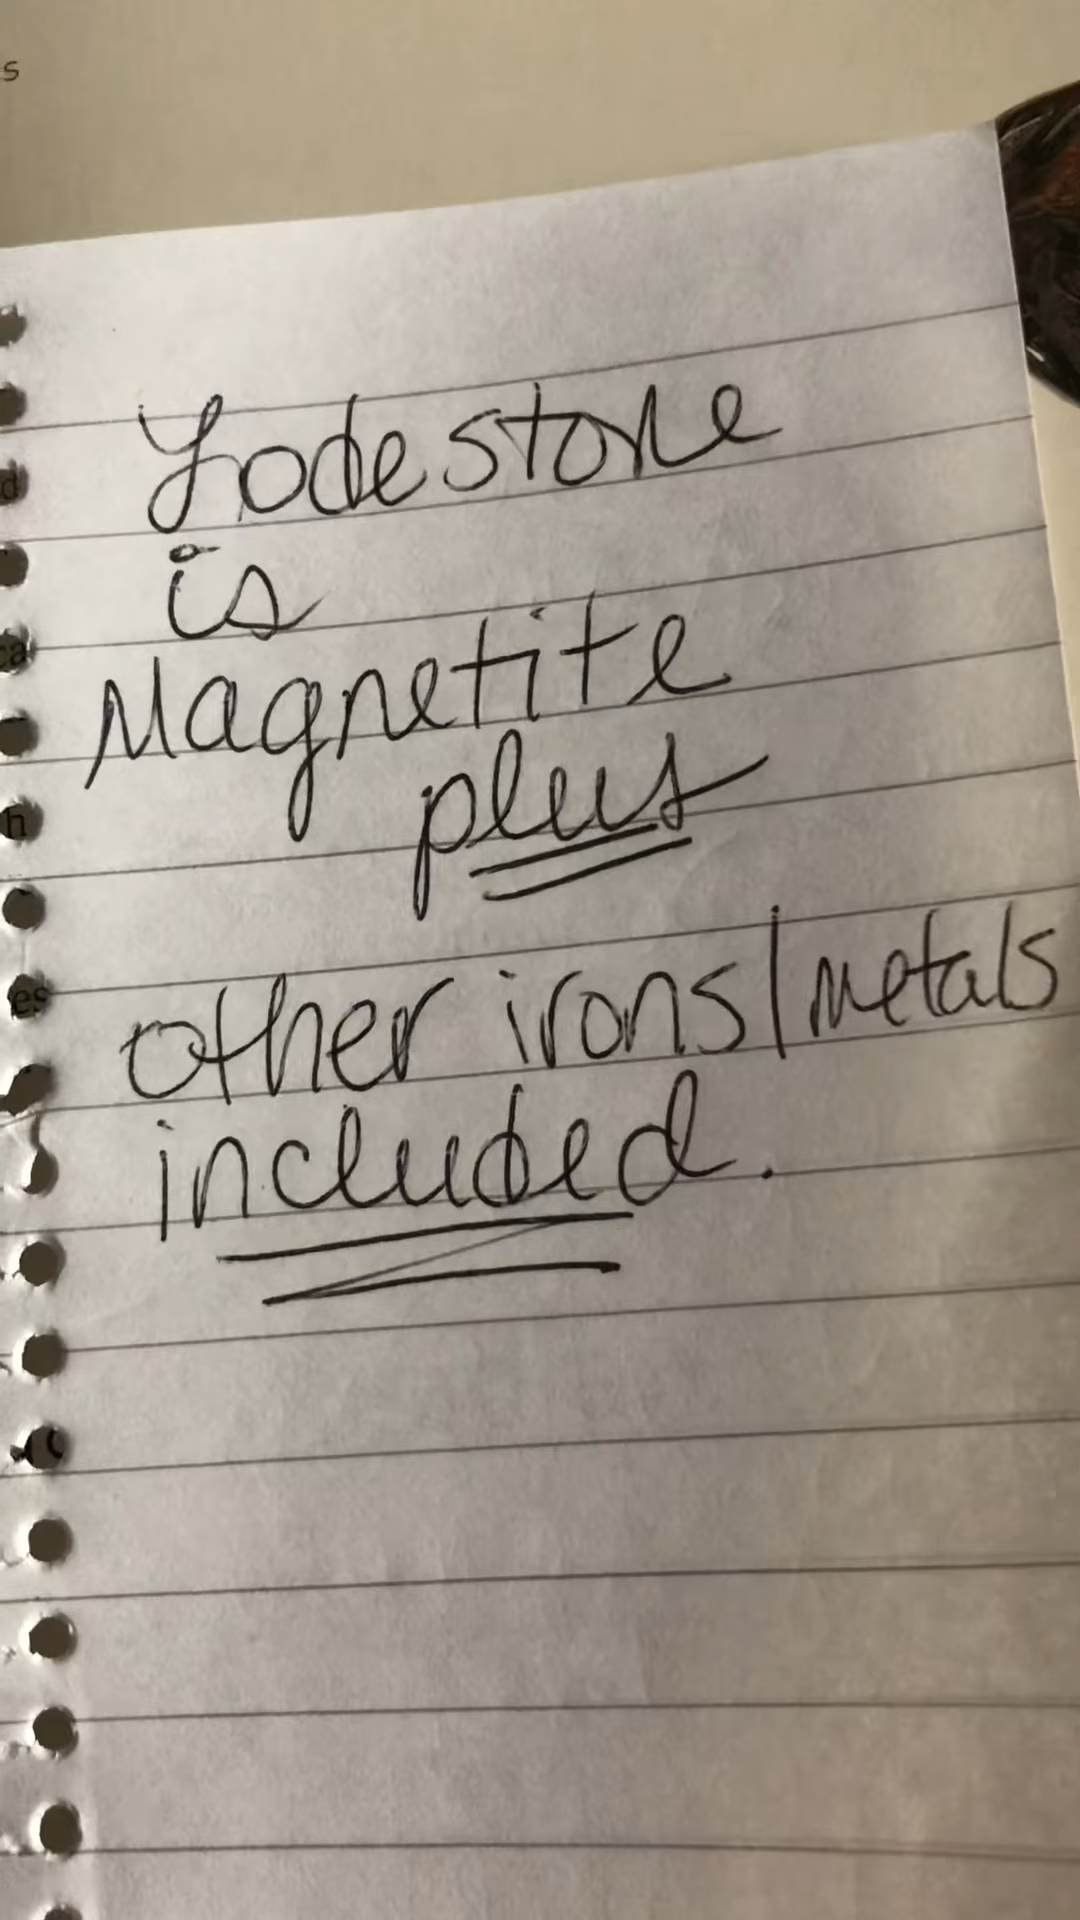 Lodestone
is
Magnetite
plus
other irons/metals
included.